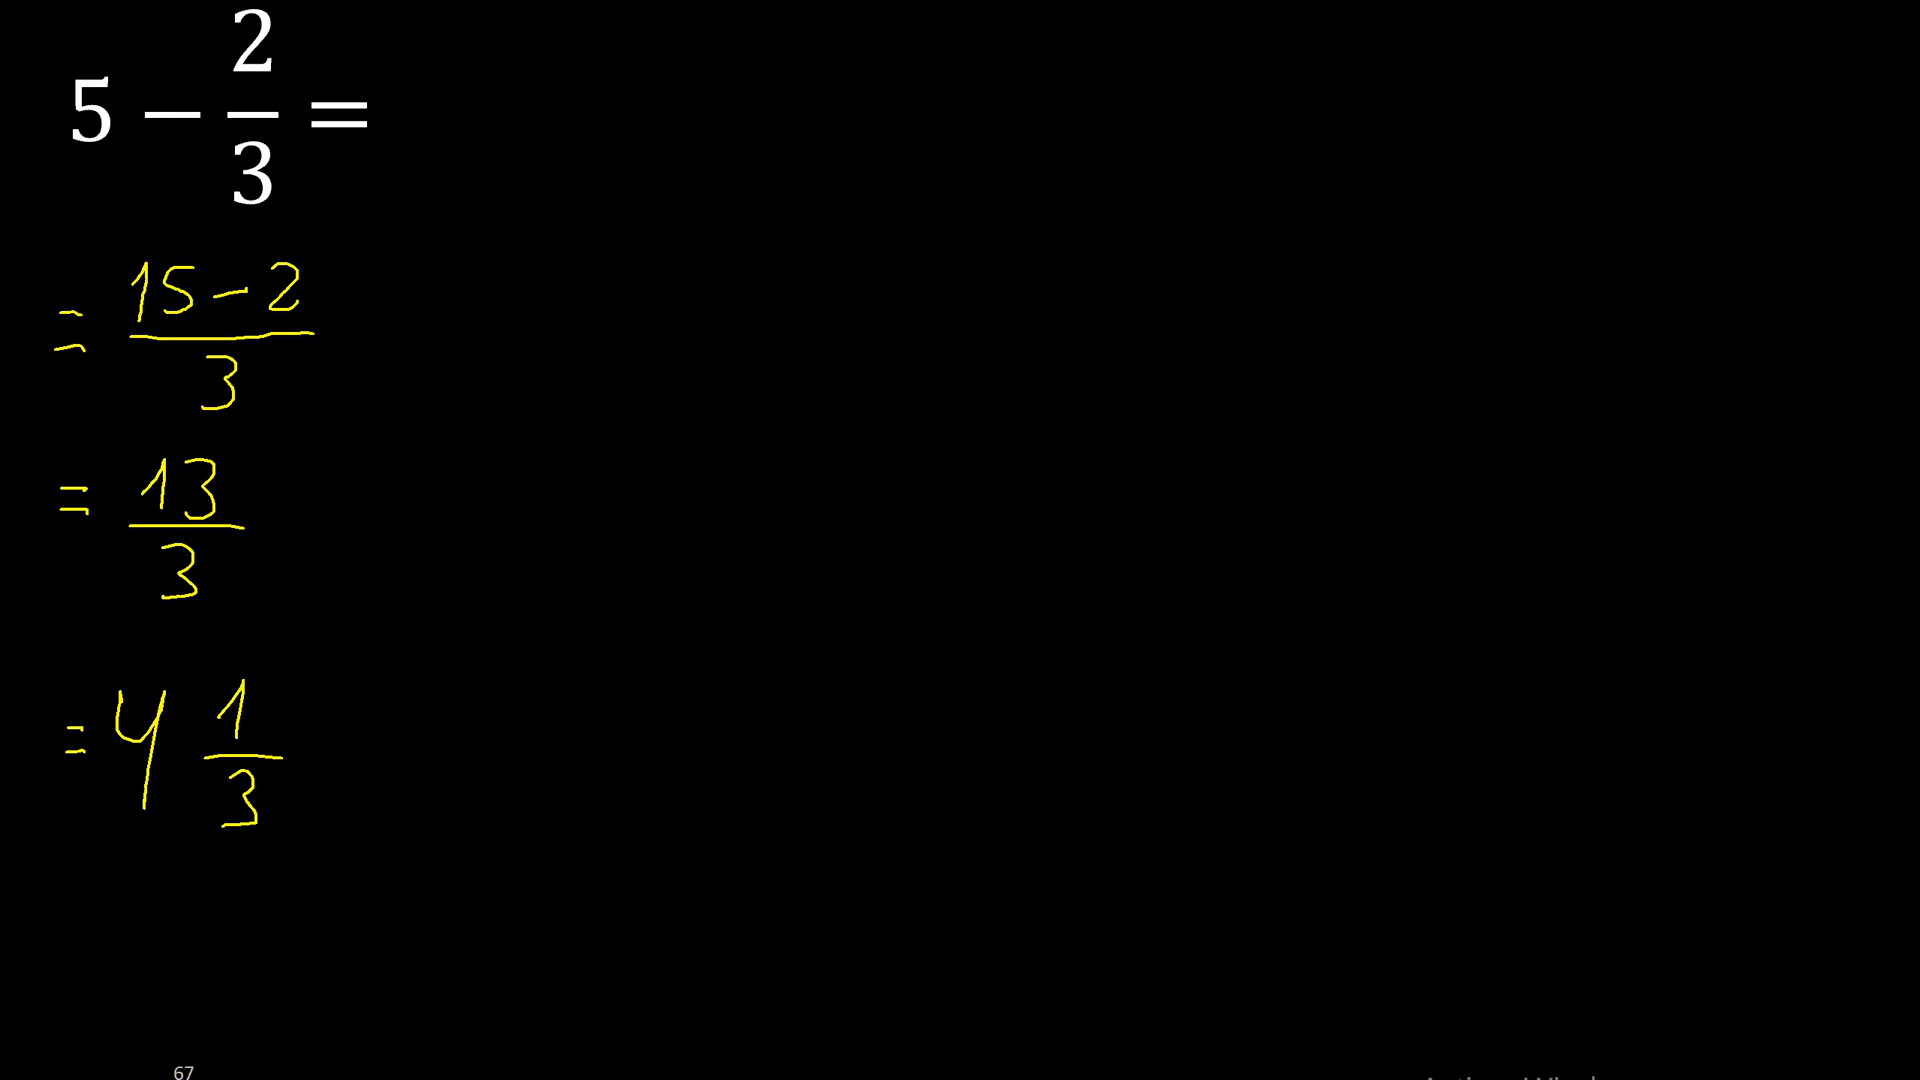 5 − 2/3 =
= (15 − 2)/3
= 13/3
= 4 1/3
67